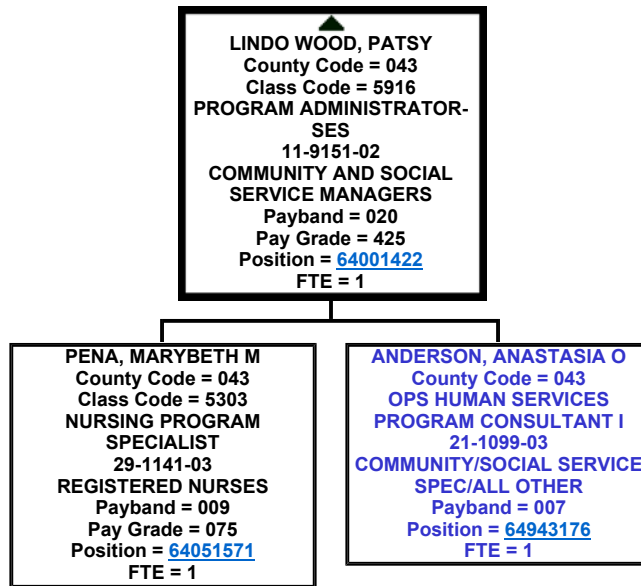 LINDO WOOD, PATSY
County Code = 043
Class Code = 5916
PROGRAM ADMINISTRATOR-
SES
11-9151-02
COMMUNITY AND SOCIAL
SERVICE MANAGERS
Payband = 020
Pay Grade = 425
Position = 64001422
FTE = 1
PENA, MARYBETH M
County Code = 043
Class Code = 5303
NURSING PROGRAM
SPECIALIST
29-1141-03
REGISTERED NURSES
Payband = 009
Pay Grade = 075
Position = 64051571
FTE = 1
ANDERSON, ANASTASIA O
County Code = 043
OPS HUMAN SERVICES
PROGRAM CONSULTANT I
21-1099-03
COMMUNITY/SOCIAL SERVICE
SPEC/ALL OTHER
Payband = 007
Position = 64943176
FTE = 1